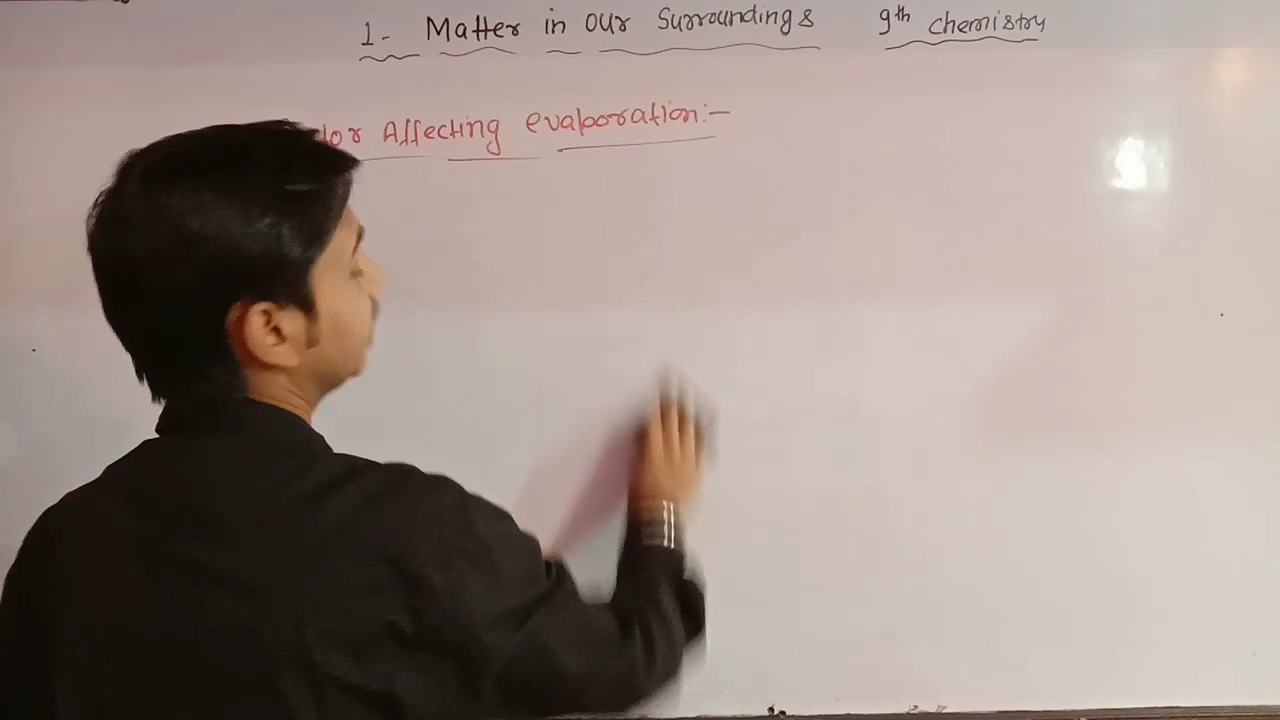 1- Matter in our Surroundings 9th chemistry
Affecting evaporation:-